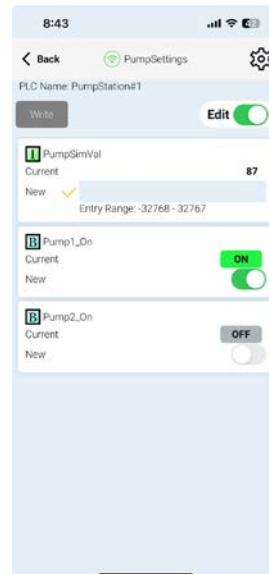 8:43
Back
PumpSettings
PLC Name: PumpStation#1
Write
Edit
I PumpSimVal
Current 87
New
Entry Range: -32768 - 32767
B Pump1_On
Current ON
New
B Pump2_On
Current OFF
New